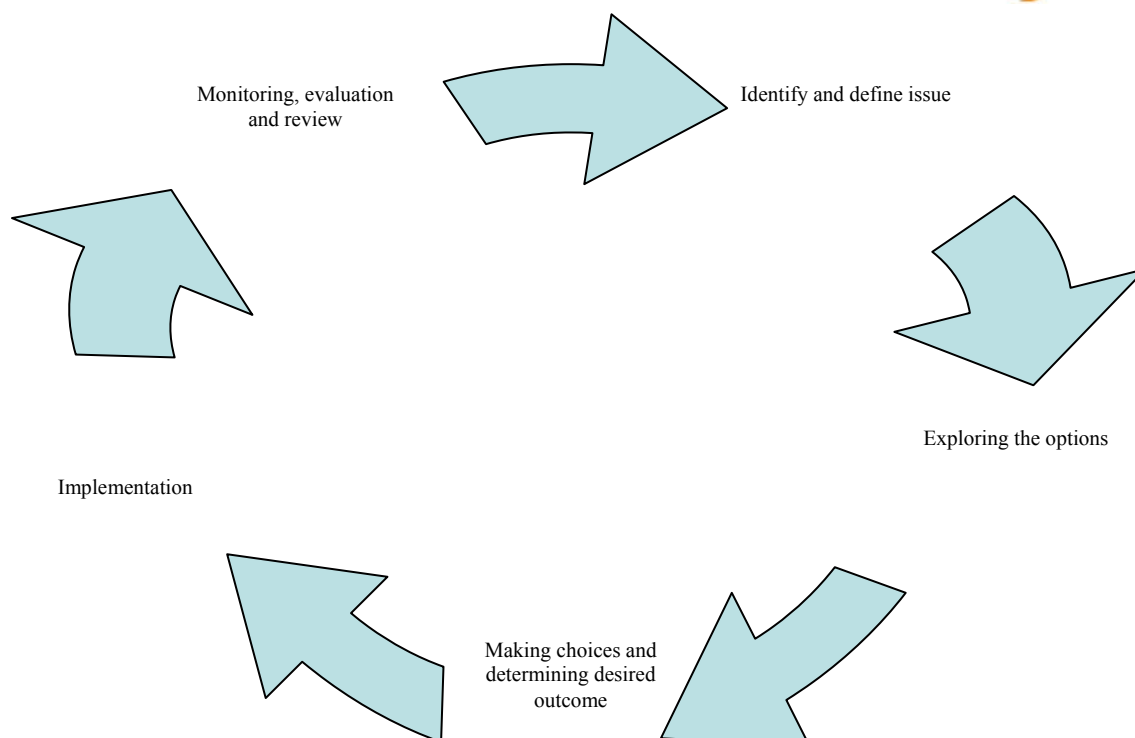 Monitoring, evaluation
and review
Identify and define issue
Exploring the options
Making choices and
determining desired
outcome
Implementation